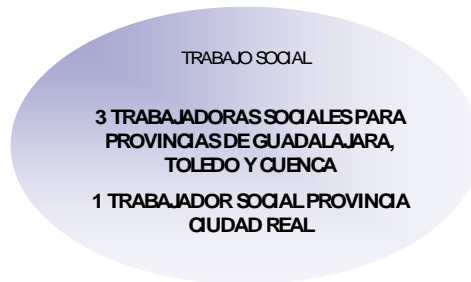 TRABAJO SOCIAL
3 TRABAJADORAS SOCIALES PARA
PROVINCIAS DE GUADALAJARA,
TOLEDO Y CUENCA
1 TRABAJADOR SOCIAL PROVINCIA
CIUDAD REAL